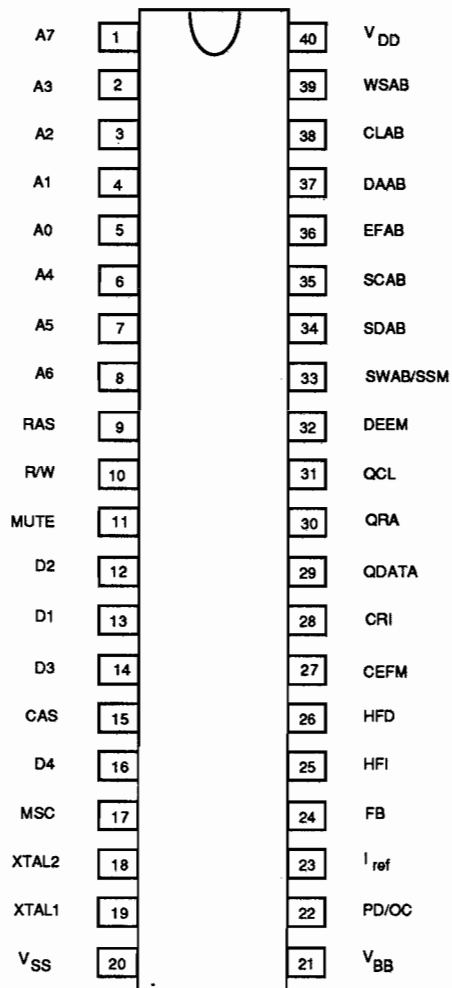 A7 1 40 VDD
A3 2 39 WSAB
A2 3 38 CLAB
A1 4 37 DAAB
A0 5 36 EFAB
A4 6 35 SCAB
A5 7 34 SDAB
A6 8 33 SWAB/SSM
RAS 9 32 DEEM
R/W 10 31 QCL
MUTE 11 30 QRA
D2 12 29 QDATA
D1 13 28 CRI
D3 14 27 CEFM
CAS 15 26 HFD
D4 16 25 HFI
MSC 17 24 FB
XTAL2 18 23 Iref
XTAL1 19 22 PD/OC
VSS 20 21 VBB